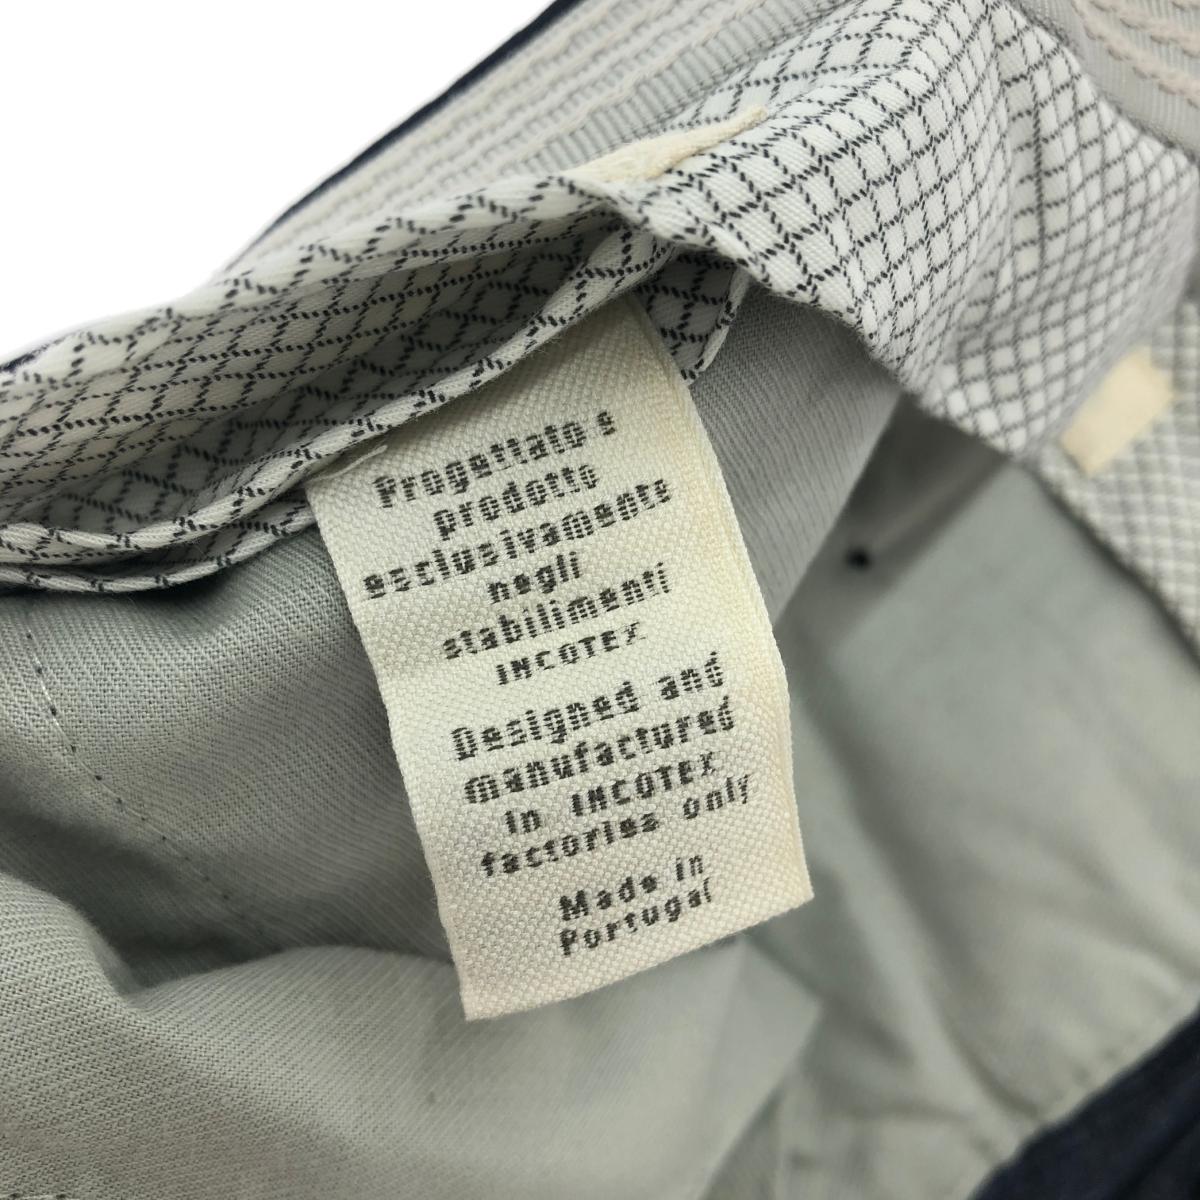 Progettato e
prodotto
esclusivamente
negli
stabilimenti
INCOTEX
Designed and
manufactured
in INCOTEX
factories only
Made in
Portugal